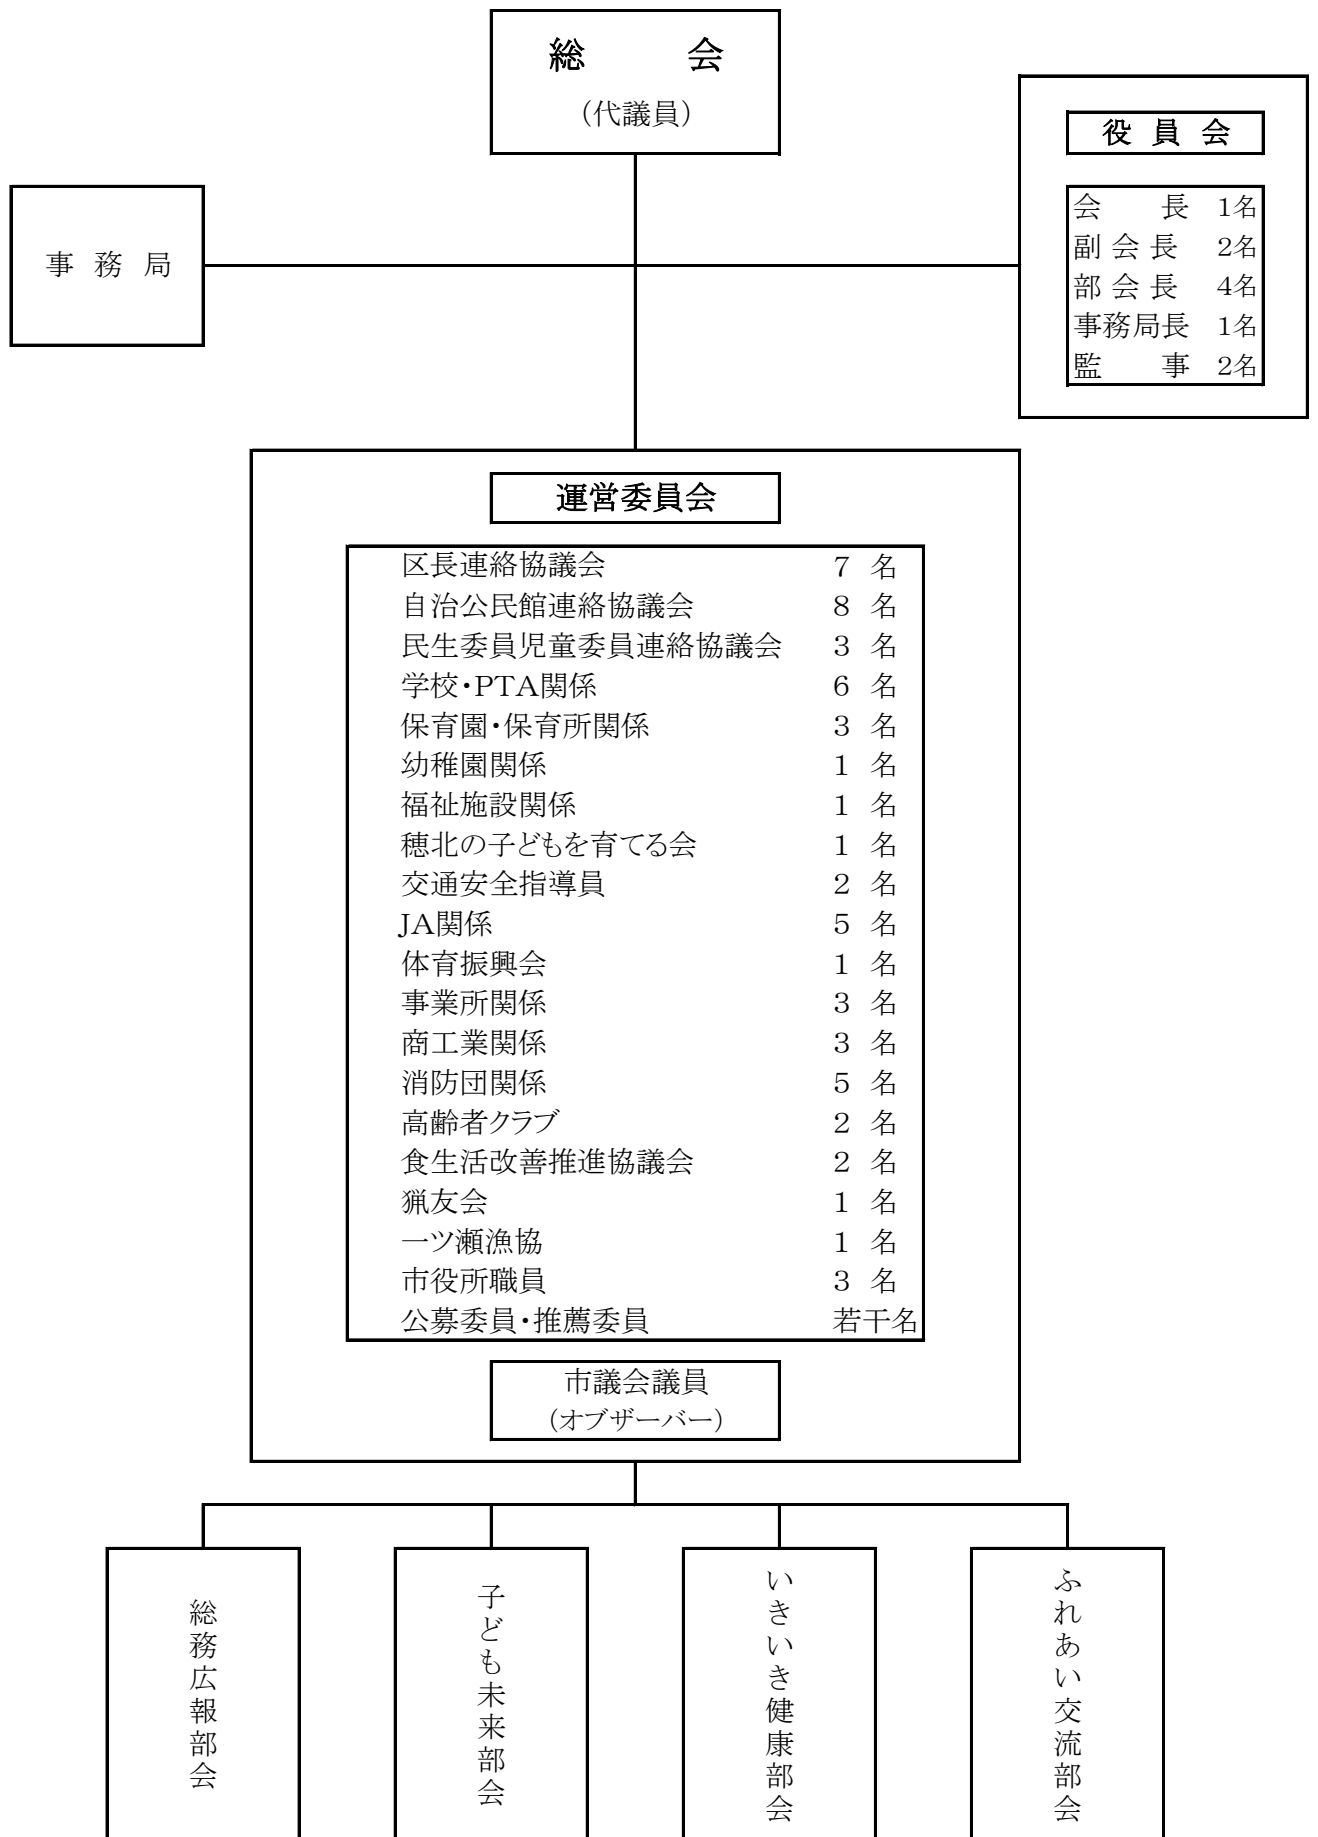 総 会
（代議員）
役 員 会
会 長 1名
副 会 長 2名
部 会 長 4名
事務局長 1名
監 事 2名
事 務 局
運営委員会
区長連絡協議会 7 名
自治公民館連絡協議会 8 名
民生委員児童委員連絡協議会 3 名
学校・PTA関係 6 名
保育園・保育所関係 3 名
幼稚園関係 1 名
福祉施設関係 1 名
穂北の子どもを育てる会 1 名
交通安全指導員 2 名
JA関係 5 名
体育振興会 1 名
事業所関係 3 名
商工業関係 3 名
消防団関係 5 名
高齢者クラブ 2 名
食生活改善推進協議会 2 名
猟友会 1 名
一ツ瀬漁協 1 名
市役所職員 3 名
公募委員・推薦委員 若干名
市議会議員
（オブザーバー）
総務広報部会
子ども未来部会
いきいき健康部会
ふれあい交流部会